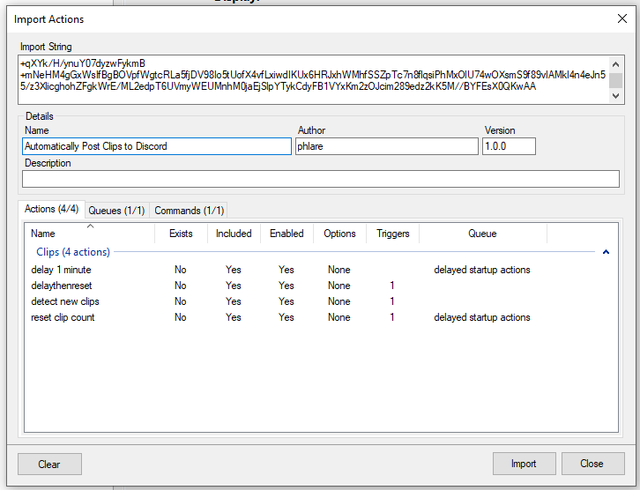 Display:
Import Actions
Import String
+qXYk/H/ynuY07dyzwFykmB
+mNeHM4gGxWslfBgBOVpfWgtcRLa5fjDV98Io5tUofX4vfLxiwdIKUx6HRJxhWMhfSSZpTc7n8flqsiPhMxOIU74wOXsmS9f89vIAMkI4n4eJn5
5/z3XlicghohZFgkWrE/ML2edpT6UVmyWEUMnhM0jaEjSlpYTykCdyFB1VYxKm2zOJcim289edz2kK5M//BYFEsX0QKwAA
Details
Name Author Version
Automatically Post Clips to Discord phlare 1.0.0
Description
Actions (4/4) Queues (1/1) Commands (1/1)
Name Exists Included Enabled Options Triggers Queue
Clips (4 actions)
delay 1 minute No Yes Yes None delayed startup actions
delaythenreset No Yes Yes None 1
detect new clips No Yes Yes None 1
reset clip count No Yes Yes None 1 delayed startup actions
Clear Import Close